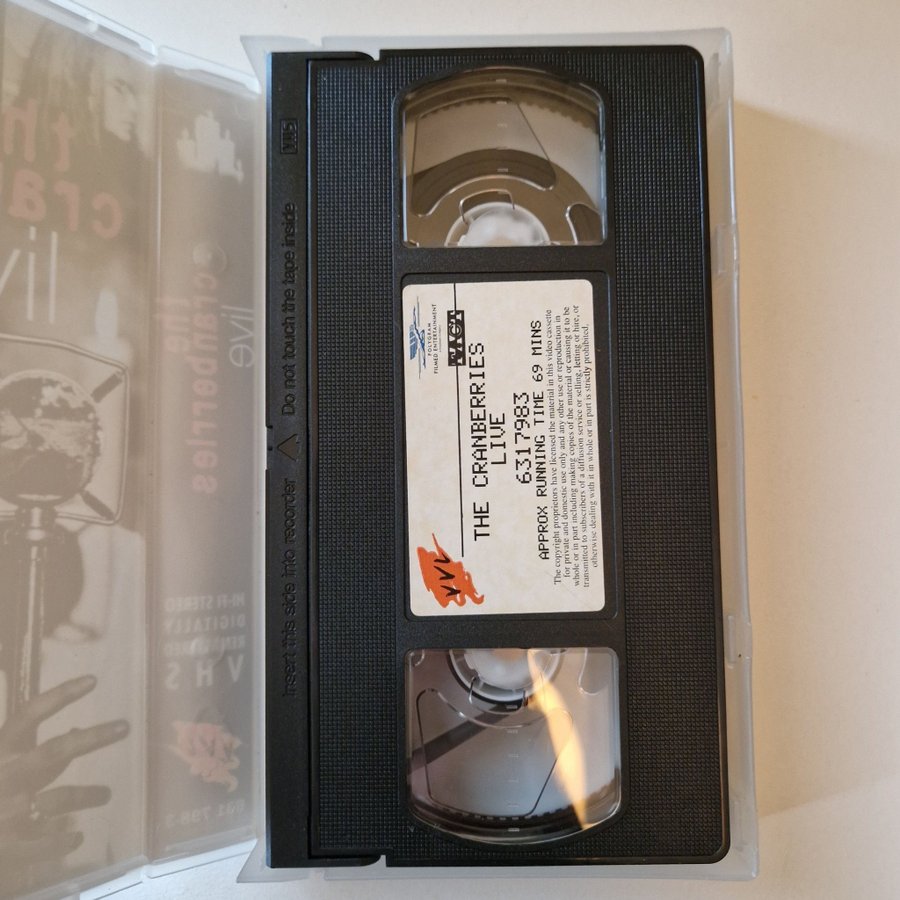 the
cra
live
cranberries
live
HI-FI STEREO
DIGITALLY
REMASTERED
VHS
VHS
Insert this side into recorder △ Do not touch the tape inside
VVL
POLYGRAM
FILMED ENTERTAINMENT
FACT
THE CRANBERRIES
LIVE
6317983
APPROX RUNNING TIME 69 MINS
The copyright proprietors have licensed the material in this video cassette
for private and domestic use only and any other use or reproduction in
whole or in part including making copies of the material or causing it to be
transmitted to subscribers of a diffusion service or selling, letting or hire, or
otherwise dealing with it in whole or in part is strictly prohibited.